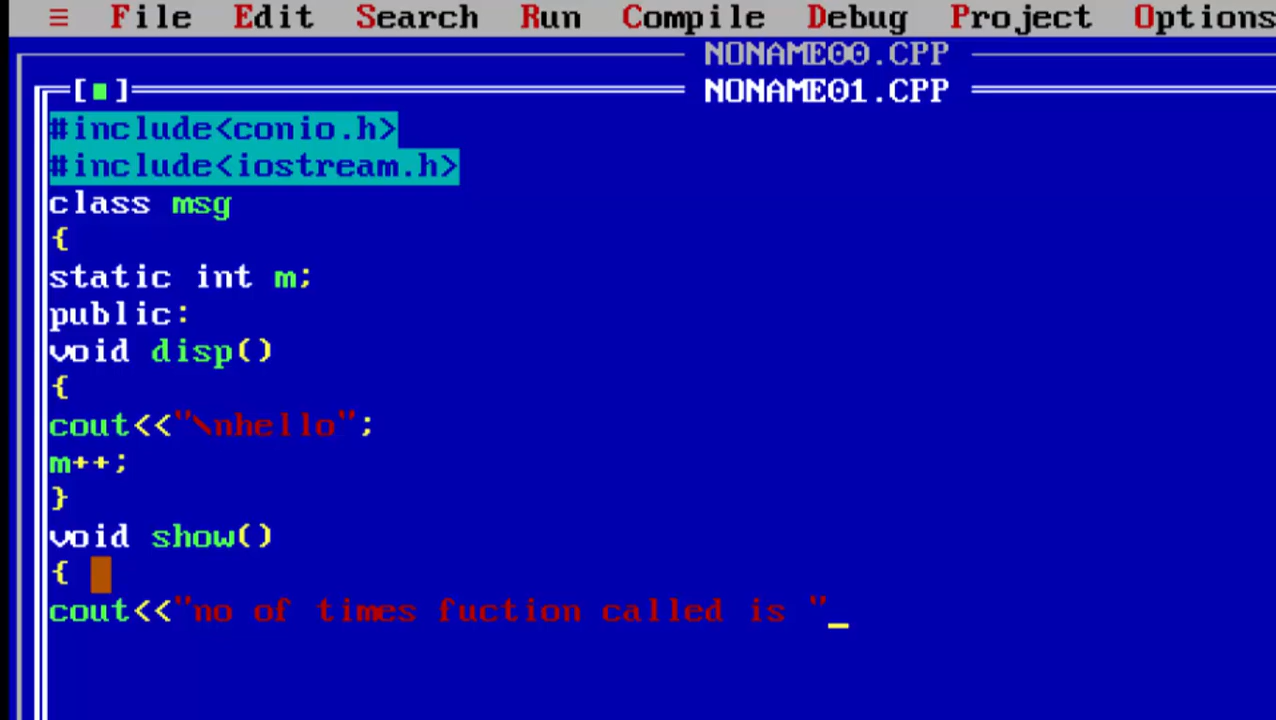 ≡ File Edit Search Run Compile Debug Project Options
NONAME00.CPP
[■] NONAME01.CPP
#include<conio.h>
#include<iostream.h>
class msg
{
static int m;
public:
void disp()
{
cout<<"\nhello";
m++;
}
void show()
{
cout<<"no of times fuction called is "_